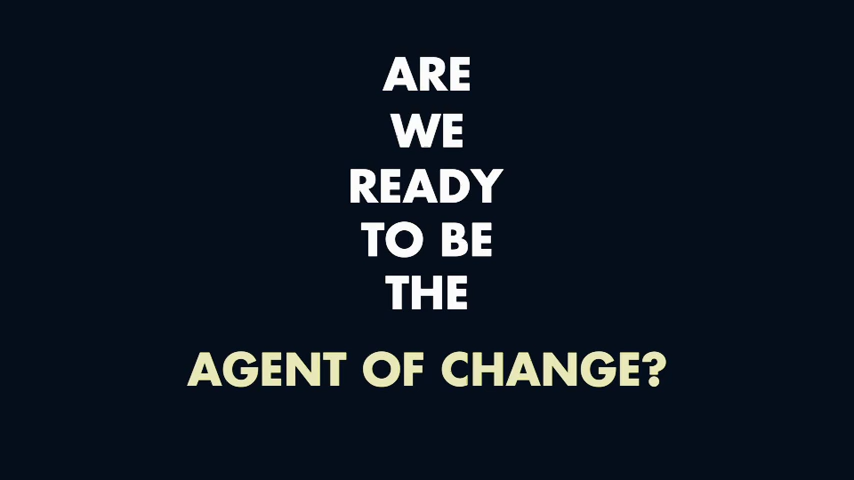 ARE
WE
READY
TO BE
THE
AGENT OF CHANGE?